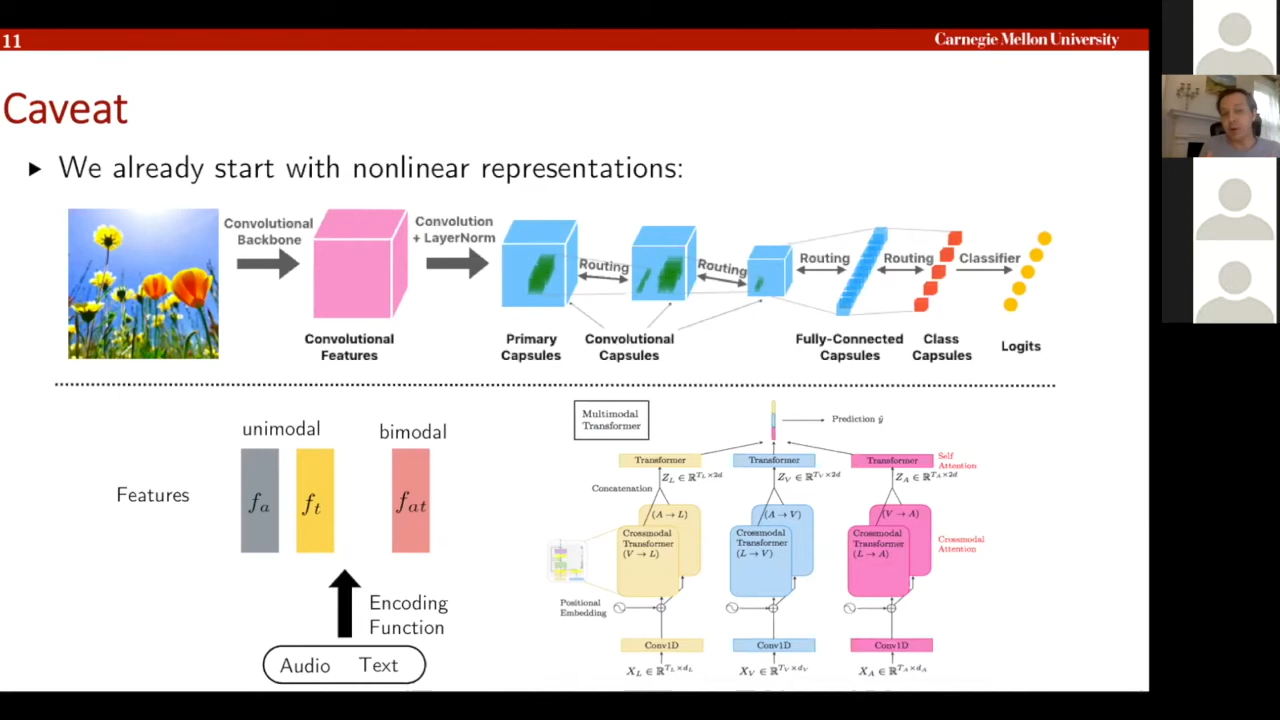 11
Carnegie Mellon University
Caveat
▶ We already start with nonlinear representations:
Convolutional
Backbone
Convolution
+ LayerNorm
Routing
Routing
Routing
Routing
Classifier
Convolutional
Features
Primary
Capsules
Convolutional
Capsules
Fully-Connected
Capsules
Class
Capsules
Logits
unimodal
bimodal
Features
fₐ
fₜ
fₐₜ
Encoding
Function
Audio Text
Multimodal
Transformer
Prediction ŷ
Transformer
Transformer
Transformer
Self
Attention
Z_L ∈ ℝ^{T_L×2d}
Z_V ∈ ℝ^{T_V×2d}
Z_A ∈ ℝ^{T_A×2d}
Concatenation
(A → L)
(A → V)
(V → A)
Crossmodal
Transformer
(V → L)
Crossmodal
Transformer
(L → V)
Crossmodal
Transformer
(L → A)
Crossmodal
Attention
Positional
Embedding
Conv1D
Conv1D
Conv1D
X_L ∈ ℝ^{T_L×d_L}
X_V ∈ ℝ^{T_V×d_V}
X_A ∈ ℝ^{T_A×d_A}